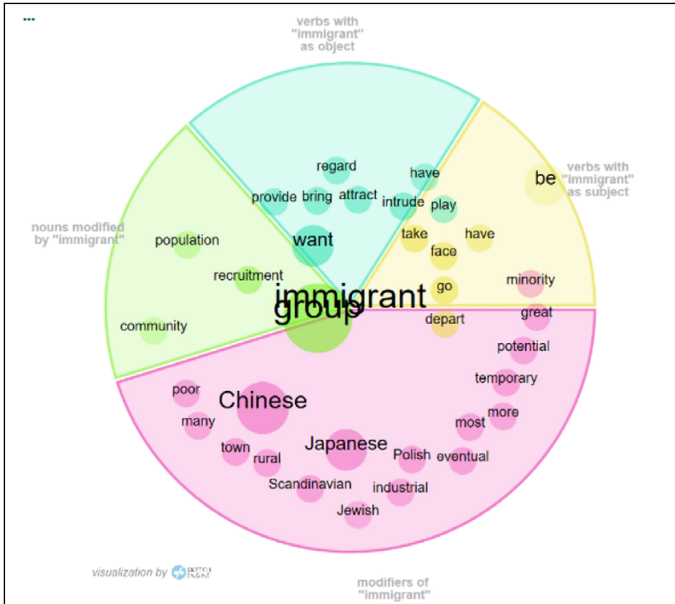 ...
verbs with
"immigrant"
as object
regard
have
be
verbs with
"immigrant"
as subject
provide
bring
attract
intrude
play
nouns modified
by "immigrant"
population
want
take
have
face
recruitment
minority
go
immigrant
group
great
community
depart
potential
temporary
poor
Chinese
more
many
most
Japanese
town
rural
Polish
eventual
Scandinavian
industrial
Jewish
visualization by SKETCH
ENGINE
modifiers of
"immigrant"